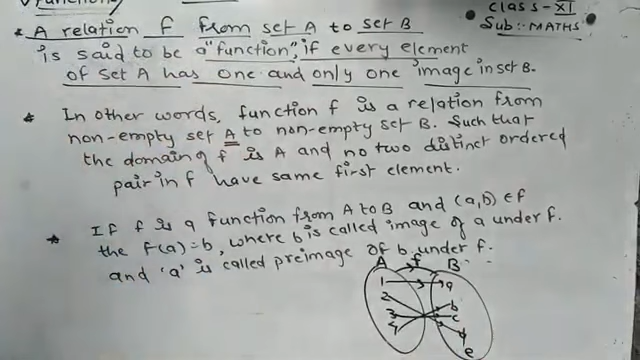 Function:
class - XI
Sub :- MATHS
* A relation f from set A to set B
is said to be a "function", if every element
of set A has one and only one image in set B.
* In other words, function f is a relation from
non-empty set A to non-empty set B. Such that
the domain of f is A and no two distinct ordered
pair in f have same first element.
* If f is a function from A to B and (a,b) ∈ f
the f(a)=b, where b is called image of a under f.
and 'a' is called preimage of b under f.
A f B
1 a
2 b
3 c
4 d
e